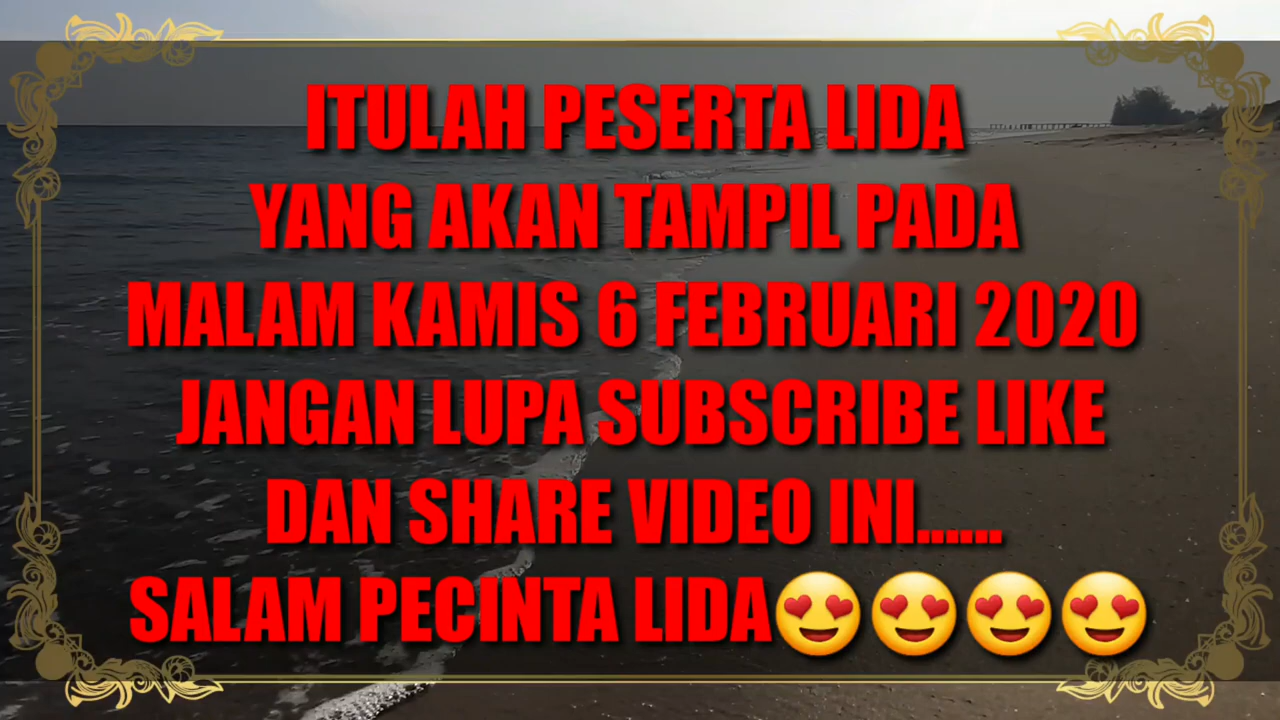 ITULAH PESERTA LIDA
YANG AKAN TAMPIL PADA
MALAM KAMIS 6 FEBRUARI 2020
JANGAN LUPA SUBSCRIBE LIKE
DAN SHARE VIDEO INI......
SALAM PECINTA LIDA😍😍😍😍